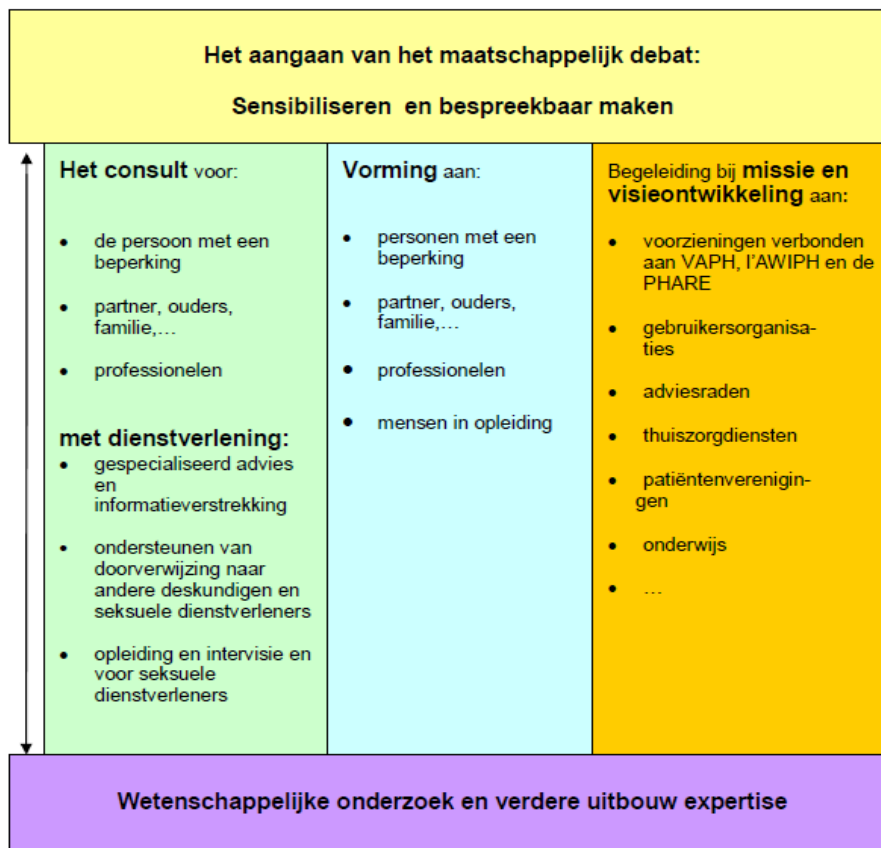 Het aangaan van het maatschappelijk debat:
Sensibiliseren en bespreekbaar maken
Het consult voor:
• de persoon met een
beperking
• partner, ouders,
familie,…
• professionelen
met dienstverlening:
• gespecialiseerd advies
en
informatieverstrekking
• ondersteunen van
doorverwijzing naar
andere deskundigen en
seksuele dienstverleners
• opleiding en intervisie en
voor seksuele
dienstverleners
Vorming aan:
• personen met een
beperking
• partner, ouders,
familie,…
• professionelen
• mensen in opleiding
Begeleiding bij missie en
visieontwikkeling aan:
• voorzieningen verbonden
aan VAPH, l’AWIPH en de
PHARE
• gebruikersorganisa-
ties
• adviesraden
• thuiszorgdiensten
• patiëntenverenigin-
gen
• onderwijs
• …
Wetenschappelijke onderzoek en verdere uitbouw expertise